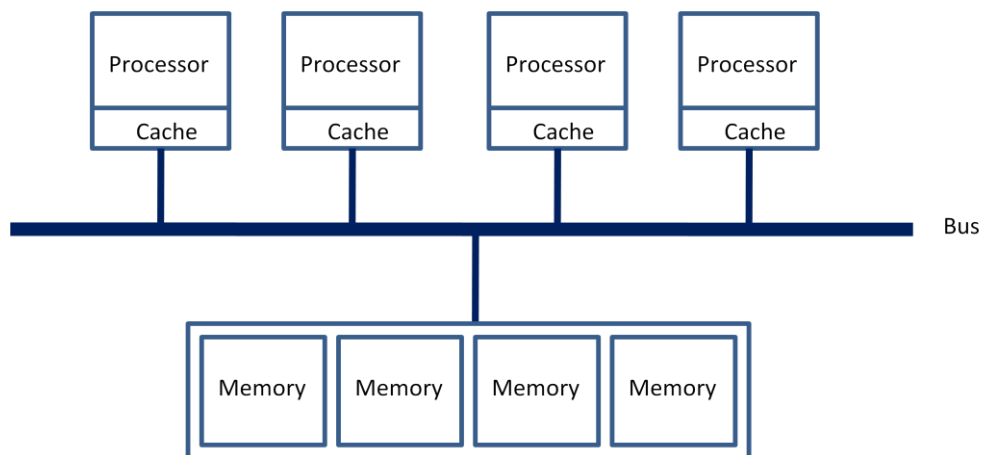 Processor
Processor
Processor
Processor
Cache
Cache
Cache
Cache
Bus
Memory
Memory
Memory
Memory